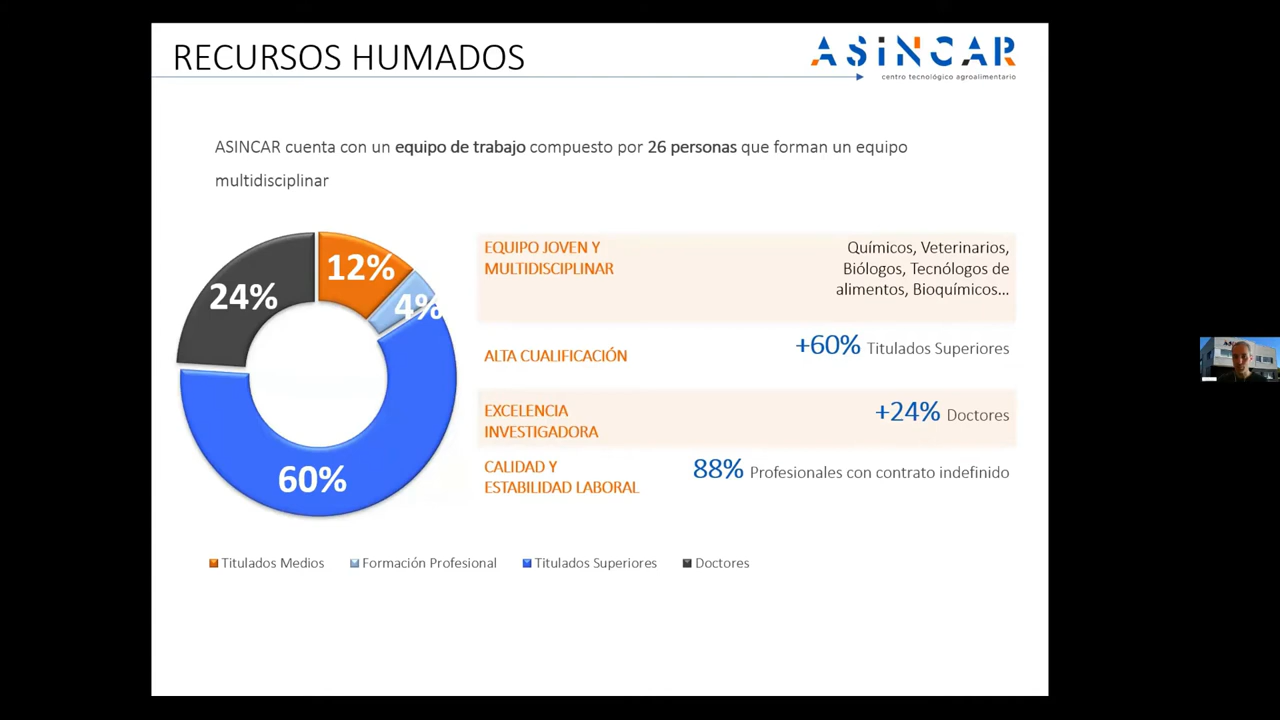 RECURSOS HUMADOS
ASiNCAR
centro tecnológico agroalimentario
ASINCAR cuenta con un equipo de trabajo compuesto por 26 personas que forman un equipo
multidisciplinar
12%
4%
24%
60%
EQUIPO JOVEN Y
MULTIDISCIPLINAR
Químicos, Veterinarios,
Biólogos, Tecnólogos de
alimentos, Bioquímicos...
ALTA CUALIFICACIÓN
+60% Titulados Superiores
EXCELENCIA
INVESTIGADORA
+24% Doctores
CALIDAD Y
ESTABILIDAD LABORAL
88% Profesionales con contrato indefinido
Titulados Medios
Formación Profesional
Titulados Superiores
Doctores